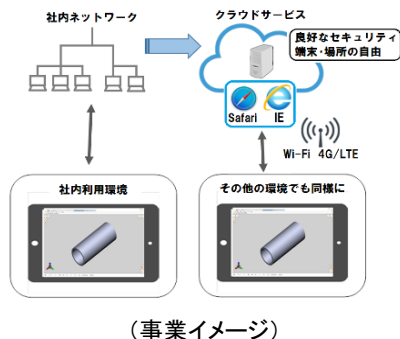 社内ネットワーク
クラウドサービス
良好なセキュリティ
端末・場所の自由
Safari IE
Wi-Fi 4G/LTE
社内利用環境
その他の環境でも同様に
（事業イメージ）